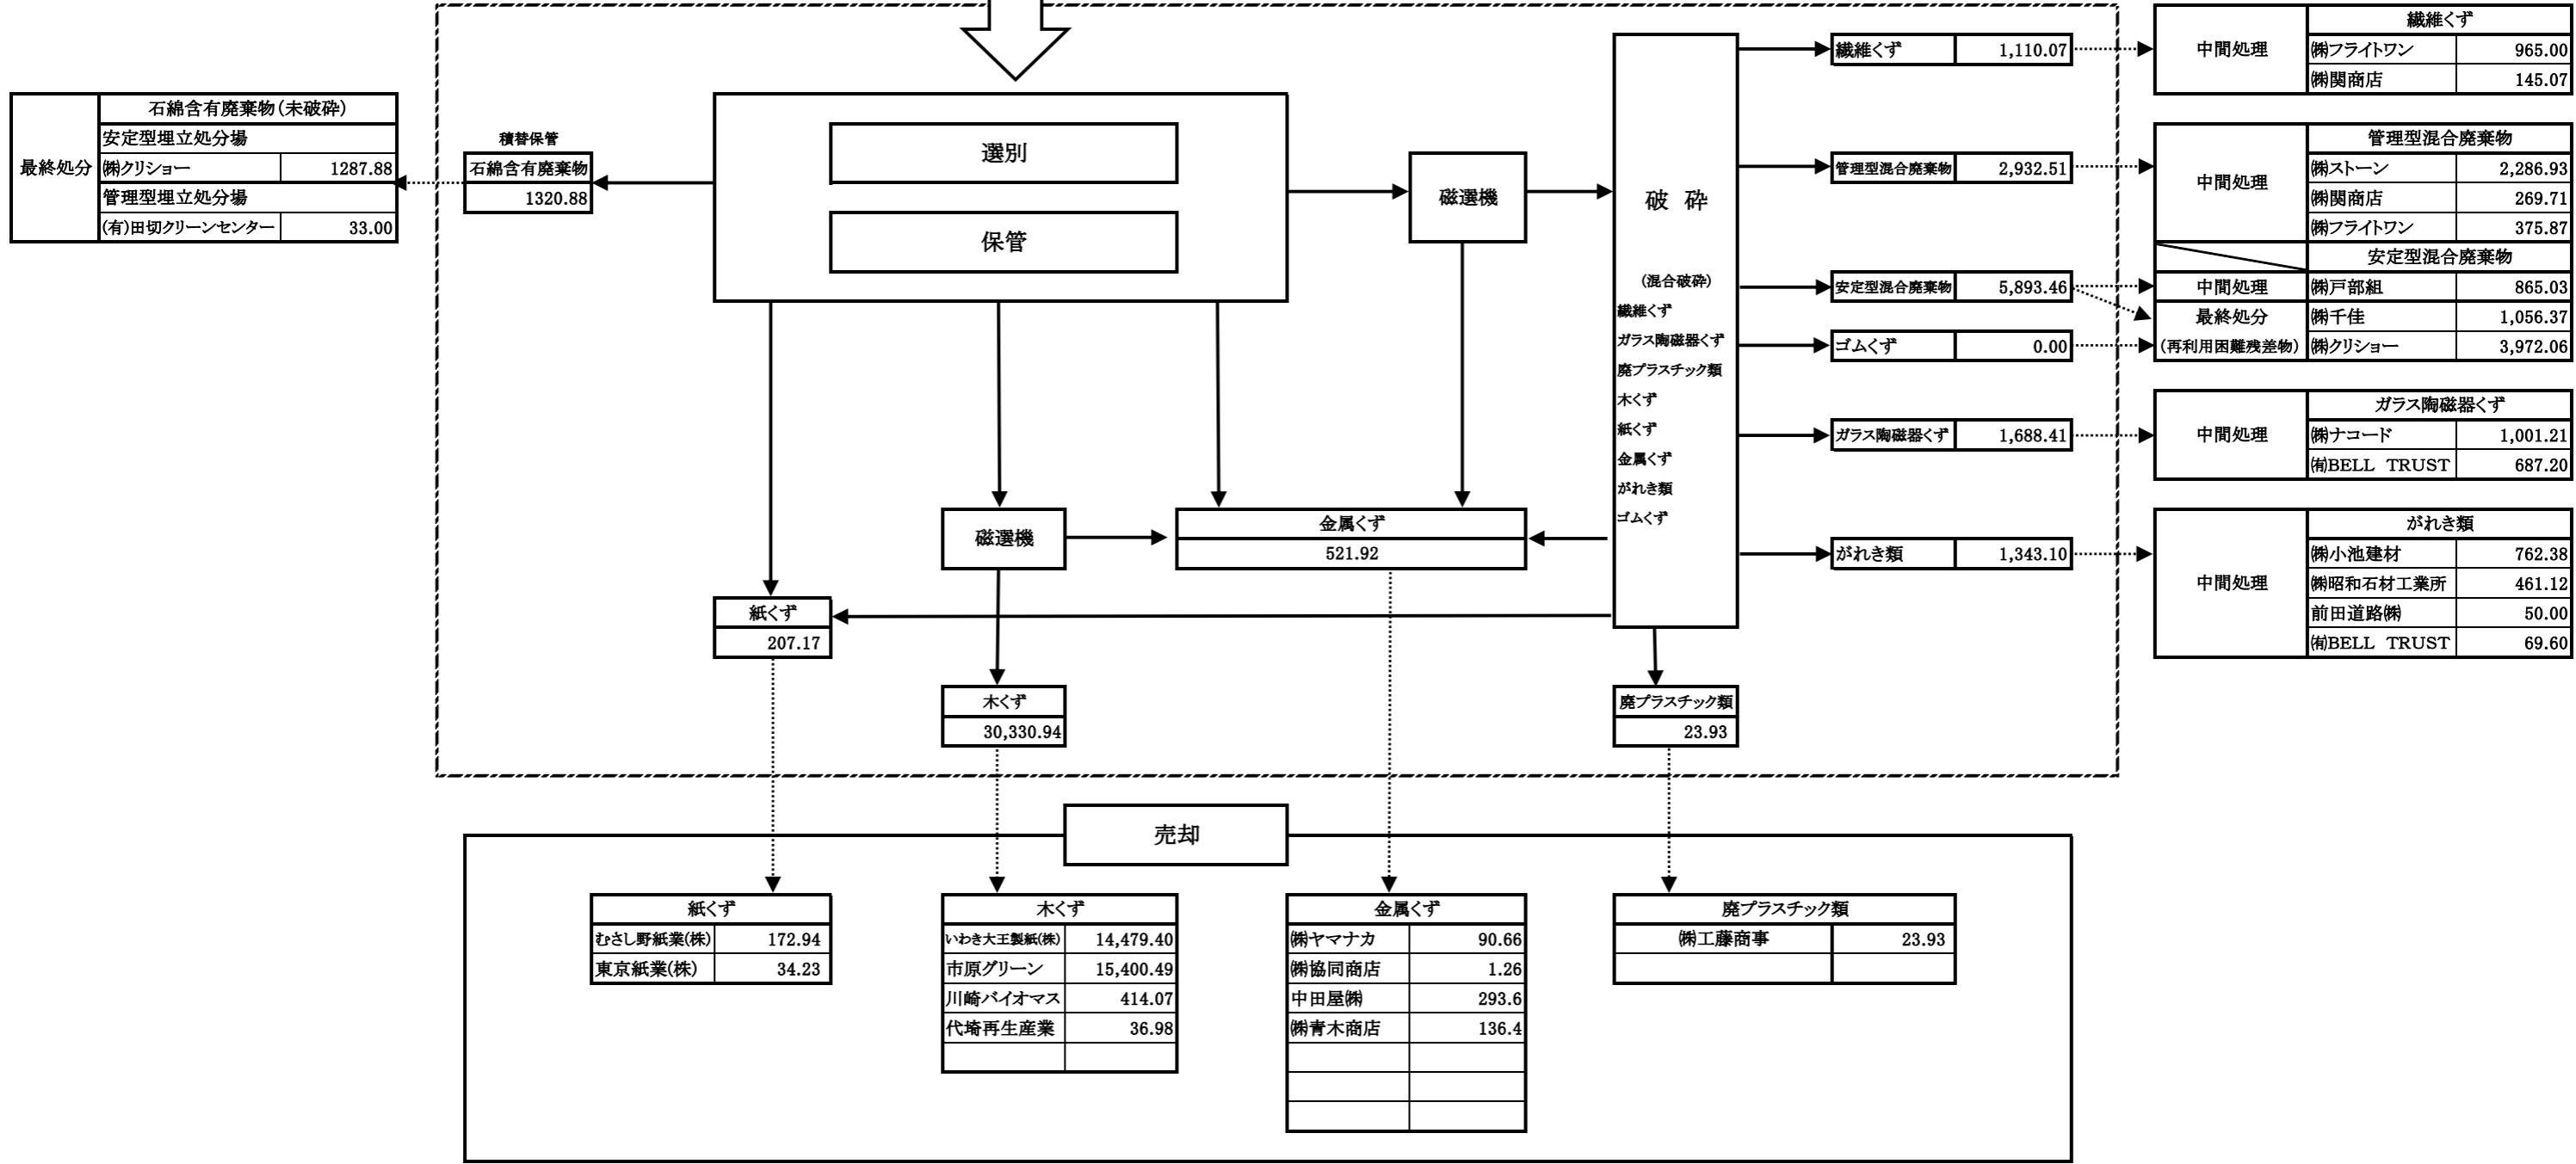 石綿含有廃棄物(未破砕)
安定型埋立処分場
最終処分
㈱クリショー 1287.88
管理型埋立処分場
(有)田切クリーンセンター 33.00
積替保管
石綿含有廃棄物
1320.88
選別
保管
磁選機
破 砕
(混合破砕)
繊維くず
ガラス陶磁器くず
廃プラスチック類
木くず
紙くず
金属くず
がれき類
ゴムくず
繊維くず 1,110.07
管理型混合廃棄物 2,932.51
安定型混合廃棄物 5,893.46
ゴムくず 0.00
ガラス陶磁器くず 1,688.41
がれき類 1,343.10
繊維くず
中間処理
㈱フライトワン 965.00
㈱関商店 145.07
管理型混合廃棄物
中間処理
㈱ストーン 2,286.93
㈱関商店 269.71
㈱フライトワン 375.87
安定型混合廃棄物
中間処理 ㈱戸部組 865.03
最終処分 ㈱千佳 1,056.37
(再利用困難残差物) ㈱クリショー 3,972.06
ガラス陶磁器くず
中間処理
㈱ナコード 1,001.21
㈲BELL TRUST 687.20
がれき類
中間処理
㈱小池建材 762.38
㈱昭和石材工業所 461.12
前田道路㈱ 50.00
㈲BELL TRUST 69.60
磁選機
金属くず
521.92
紙くず
207.17
木くず
30,330.94
廃プラスチック類
23.93
売却
紙くず
むさし野紙業(株) 172.94
東京紙業(株) 34.23
木くず
いわき大王製紙(株) 14,479.40
市原グリーン 15,400.49
川崎バイオマス 414.07
代埼再生産業 36.98
金属くず
㈱ヤマナカ 90.66
㈱協同商店 1.26
中田屋㈱ 293.6
㈱青木商店 136.4
廃プラスチック類
㈱工藤商事 23.93